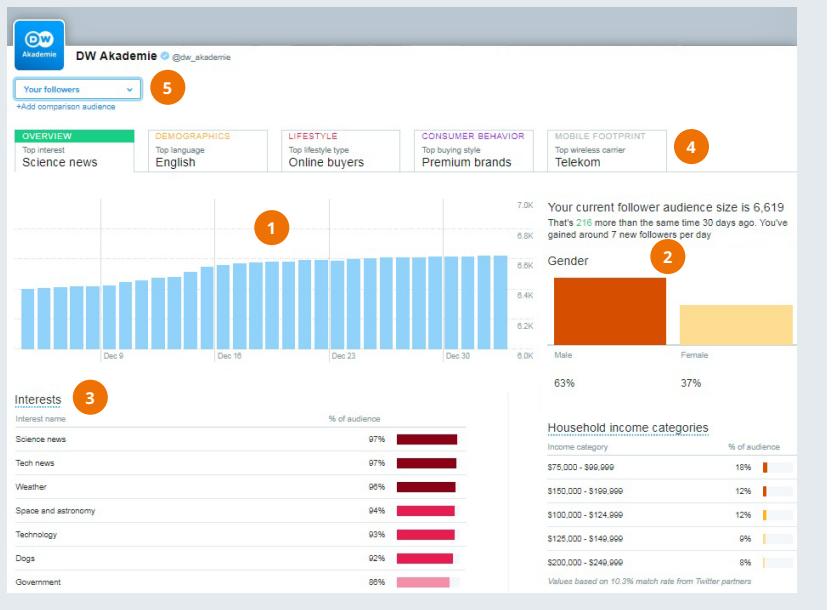 DW
Akademie
DW Akademie @dw_akademie
Your followers
5
+Add comparison audience
OVERVIEW
Top interest
Science news
DEMOGRAPHICS
Top language
English
LIFESTYLE
Top lifestyle type
Online buyers
CONSUMER BEHAVIOR
Top buying style
Premium brands
MOBILE FOOTPRINT
Top wireless carrier
Telekom
4
1
7.0K
6.8K
6.6K
6.4K
6.2K
6.0K
Dec 9
Dec 16
Dec 23
Dec 30
Your current follower audience size is 6,619
That's 216 more than the same time 30 days ago. You've
gained around 7 new followers per day
Gender
2
Male
Female
63%
37%
Interests
3
Interest name % of audience
Science news 97%
Tech news 97%
Weather 96%
Space and astronomy 94%
Technology 93%
Dogs 92%
Government 86%
Household income categories
Income category % of audience
$75,000 - $99,999 18%
$150,000 - $199,999 12%
$100,000 - $124,999 12%
$125,000 - $149,999 9%
$200,000 - $249,999 8%
Values based on 10.3% match rate from Twitter partners